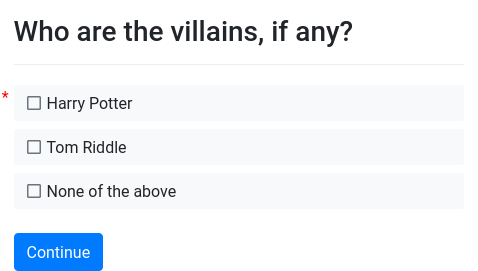 Who are the villains, if any?
*
Harry Potter
Tom Riddle
None of the above
Continue